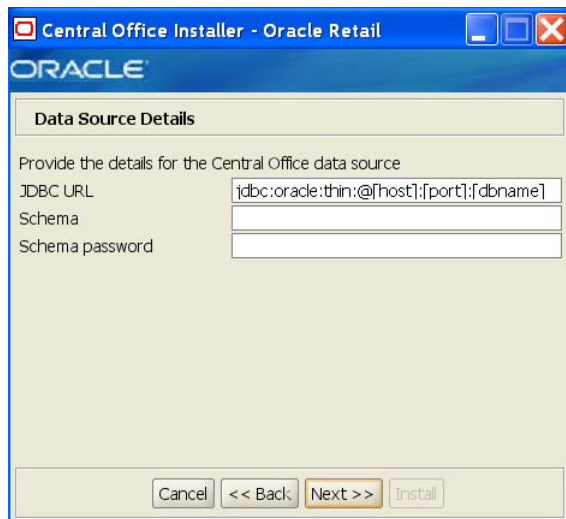 Central Office Installer - Oracle Retail
ORACLE
Data Source Details
Provide the details for the Central Office data source
JDBC URL jdbc:oracle:thin:@[host]:[port]:[dbname]
Schema
Schema password
Cancel << Back Next >> Install